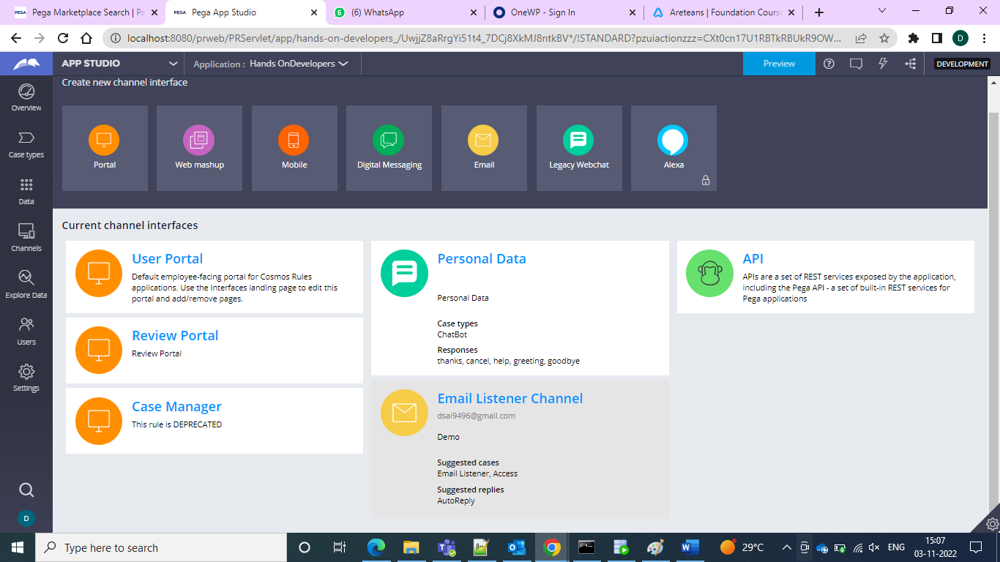 PEGA Pega Marketplace Search | Pe
PEGA Pega App Studio
6 (6) WhatsApp
OneWP - Sign In
Areteans | Foundation Cours
localhost:8080/prweb/PRServlet/app/hands-on-developers_/UwjjZ8aRrgYi51t4_7DCj8XkMJ8ntkBV*/!STANDARD?pzuiactionzzz=CXt0cn17U1RBTkRBUkR9OW...
D
APP STUDIO
Application : Hands OnDevelopers
Preview
DEVELOPMENT
Overview
Case types
Data
Channels
Explore Data
Users
Settings
D
Create new channel interface
Portal
Web mashup
Mobile
Digital Messaging
Email
Legacy Webchat
Alexa
Current channel interfaces
User Portal
Default employee-facing portal for Cosmos Rules
applications. Use the Interfaces landing page to edit this
portal and add/remove pages.
Review Portal
Review Portal
Case Manager
This rule is DEPRECATED
Personal Data
Personal Data
Case types
ChatBot
Responses
thanks, cancel, help, greeting, goodbye
Email Listener Channel
dsai9496@gmail.com
Demo
Suggested cases
Email Listener, Access
Suggested replies
AutoReply
API
APIs are a set of REST services exposed by the application,
including the Pega API - a set of built-in REST services for
Pega applications
Type here to search
29°C
ENG
15:07
03-11-2022